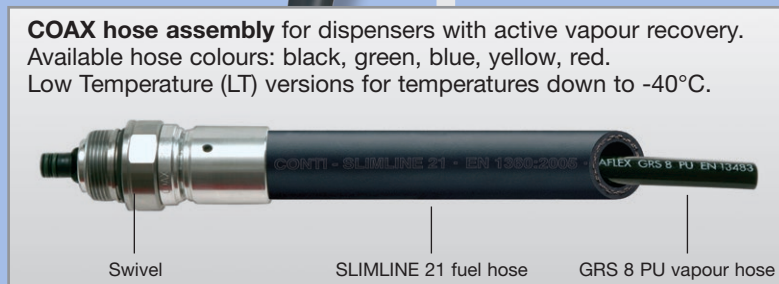 COAX hose assembly for dispensers with active vapour recovery.
Available hose colours: black, green, blue, yellow, red.
Low Temperature (LT) versions for temperatures down to -40°C.
CONTI - SLIMLINE 21 - EN 1360:2005 -
AFLEX GRS 8 PU EN 13483
Swivel
SLIMLINE 21 fuel hose
GRS 8 PU vapour hose